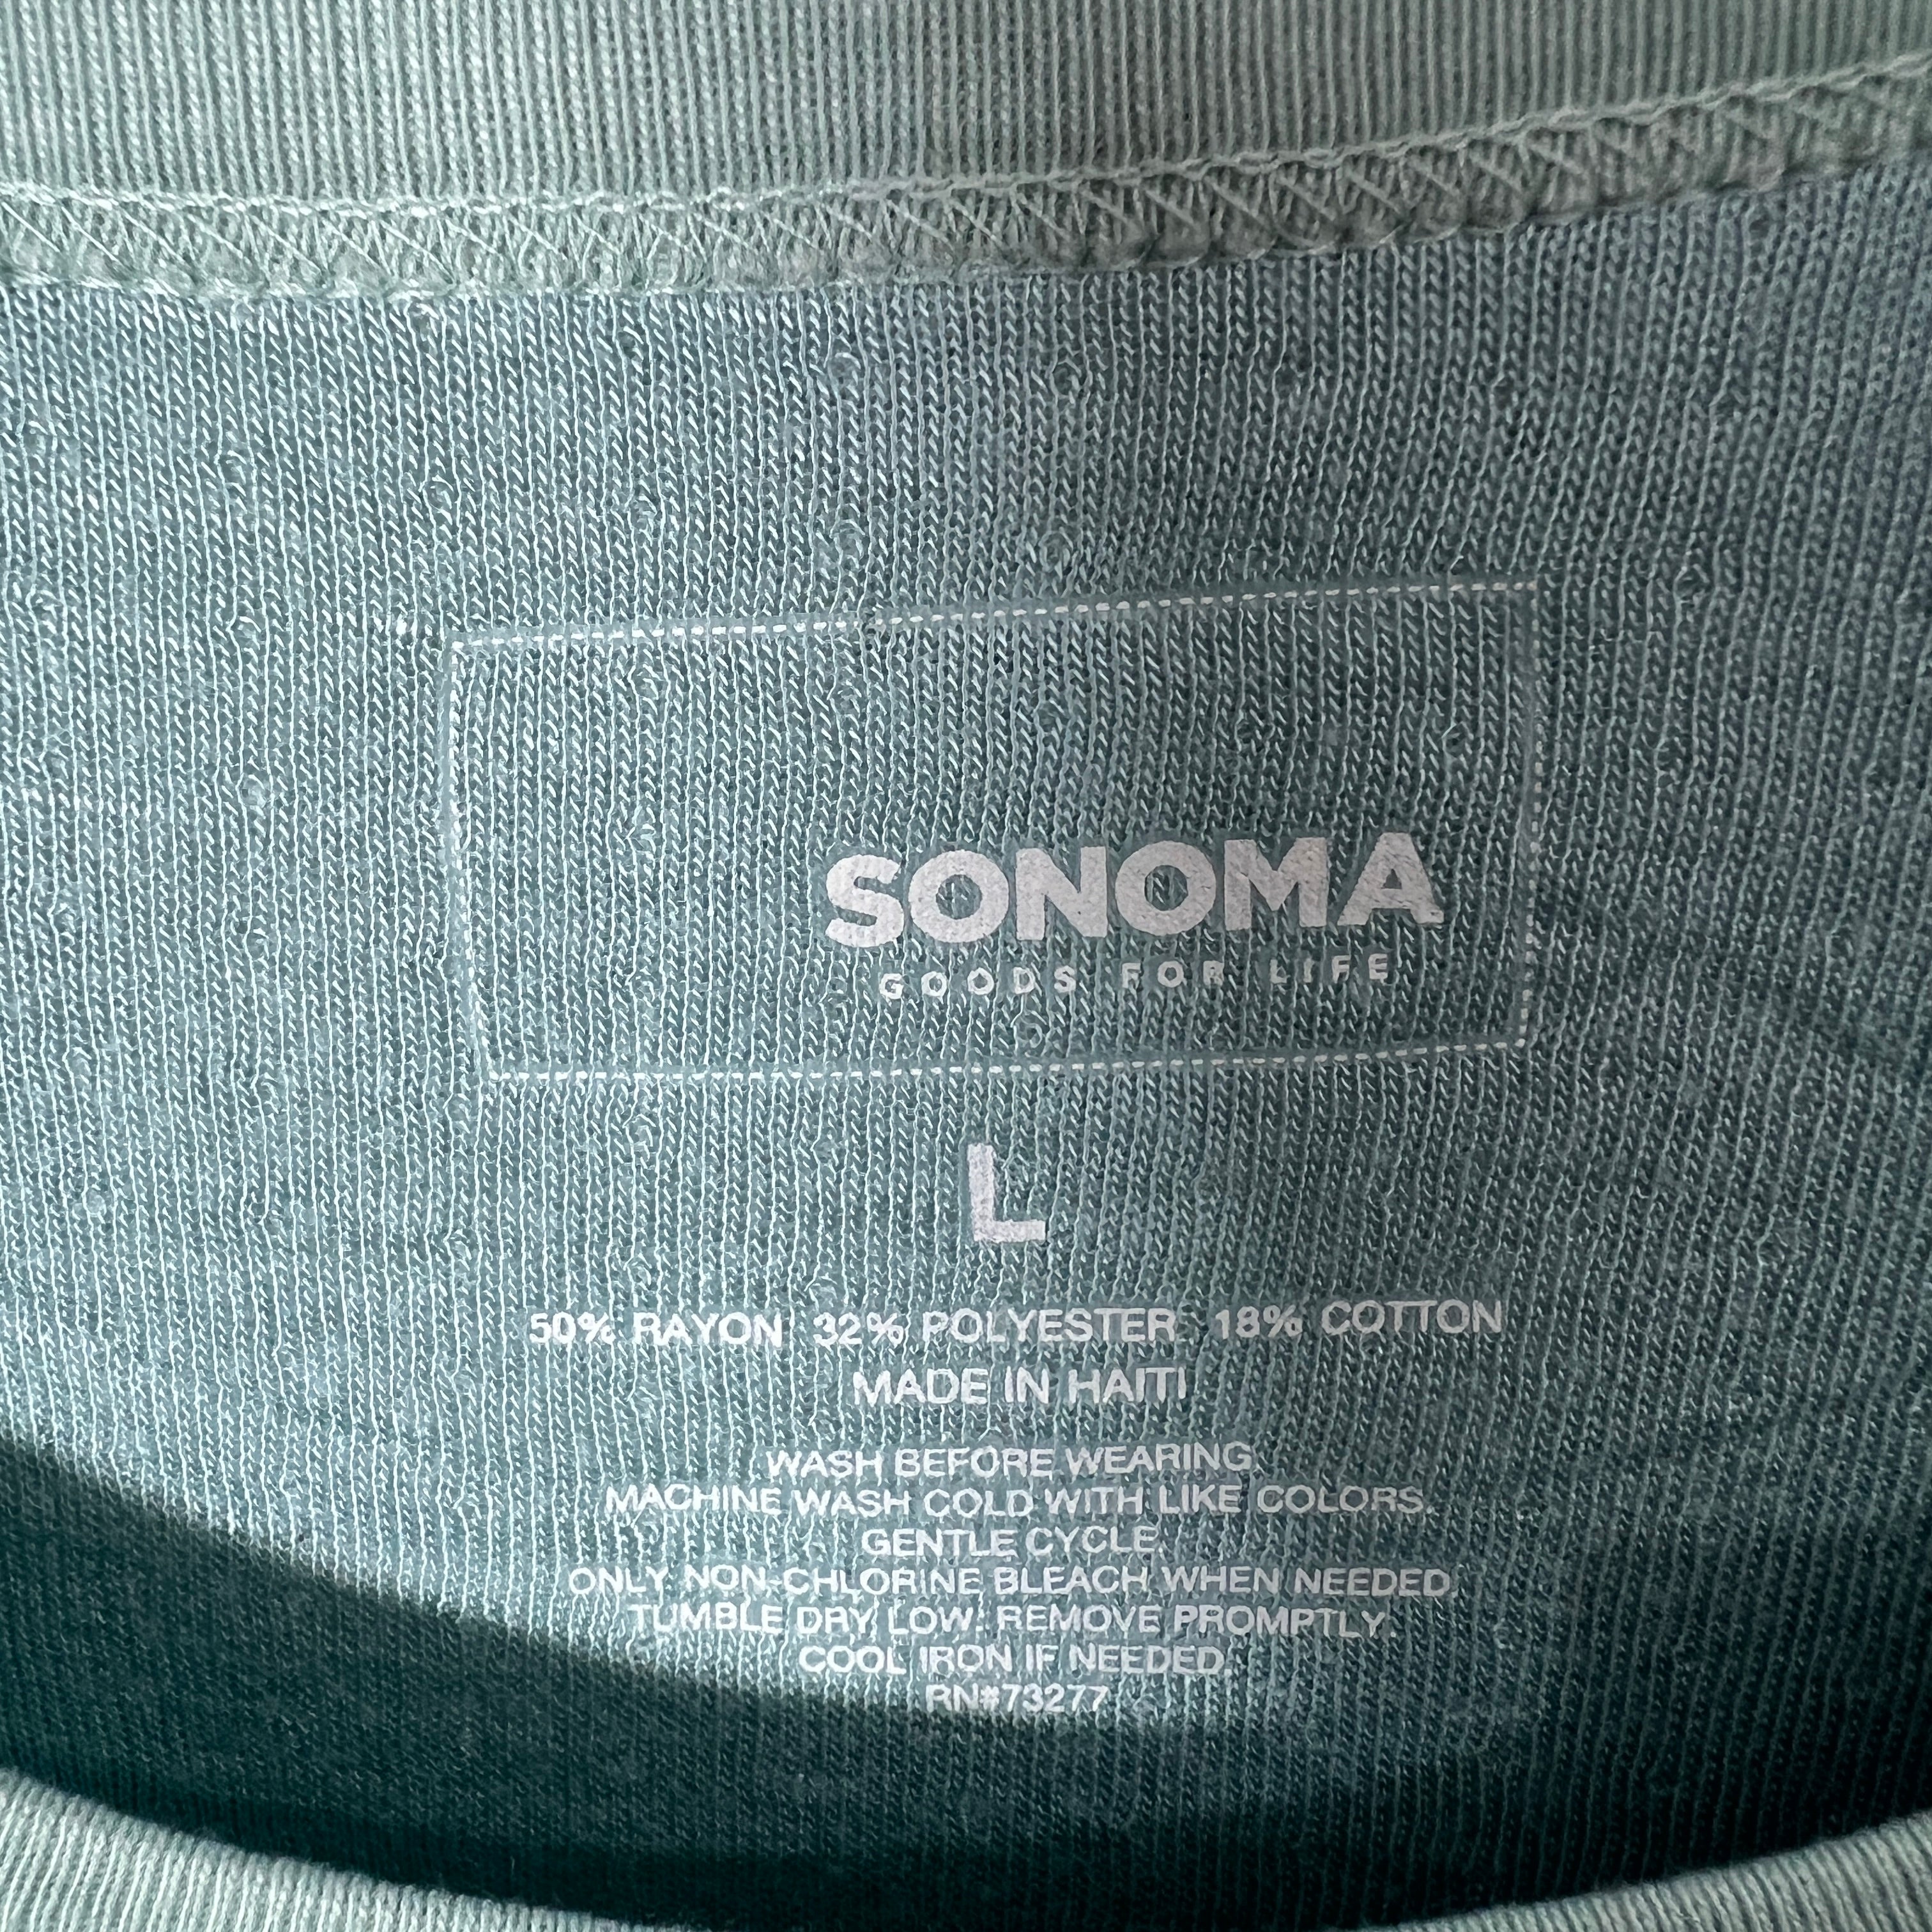 SONOMA
GOODS FOR LIFE
L
50% RAYON 32% POLYESTER 18% COTTON
MADE IN HAITI
WASH BEFORE WEARING.
MACHINE WASH COLD WITH LIKE COLORS.
GENTLE CYCLE.
ONLY NON-CHLORINE BLEACH WHEN NEEDED.
TUMBLE DRY, LOW. REMOVE PROMPTLY.
COOL IRON IF NEEDED.
RN#73277